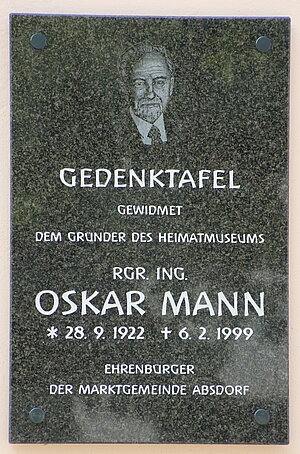 GEDENKTAFEL
GEWIDMET
DEM GRÜNDER DES HEIMATMUSEUMS
RGR. ING.
OSKAR MANN
* 28. 9. 1922 ✝ 6. 2. 1999
EHRENBÜRGER
DER MARKTGEMEINDE ABSDORF